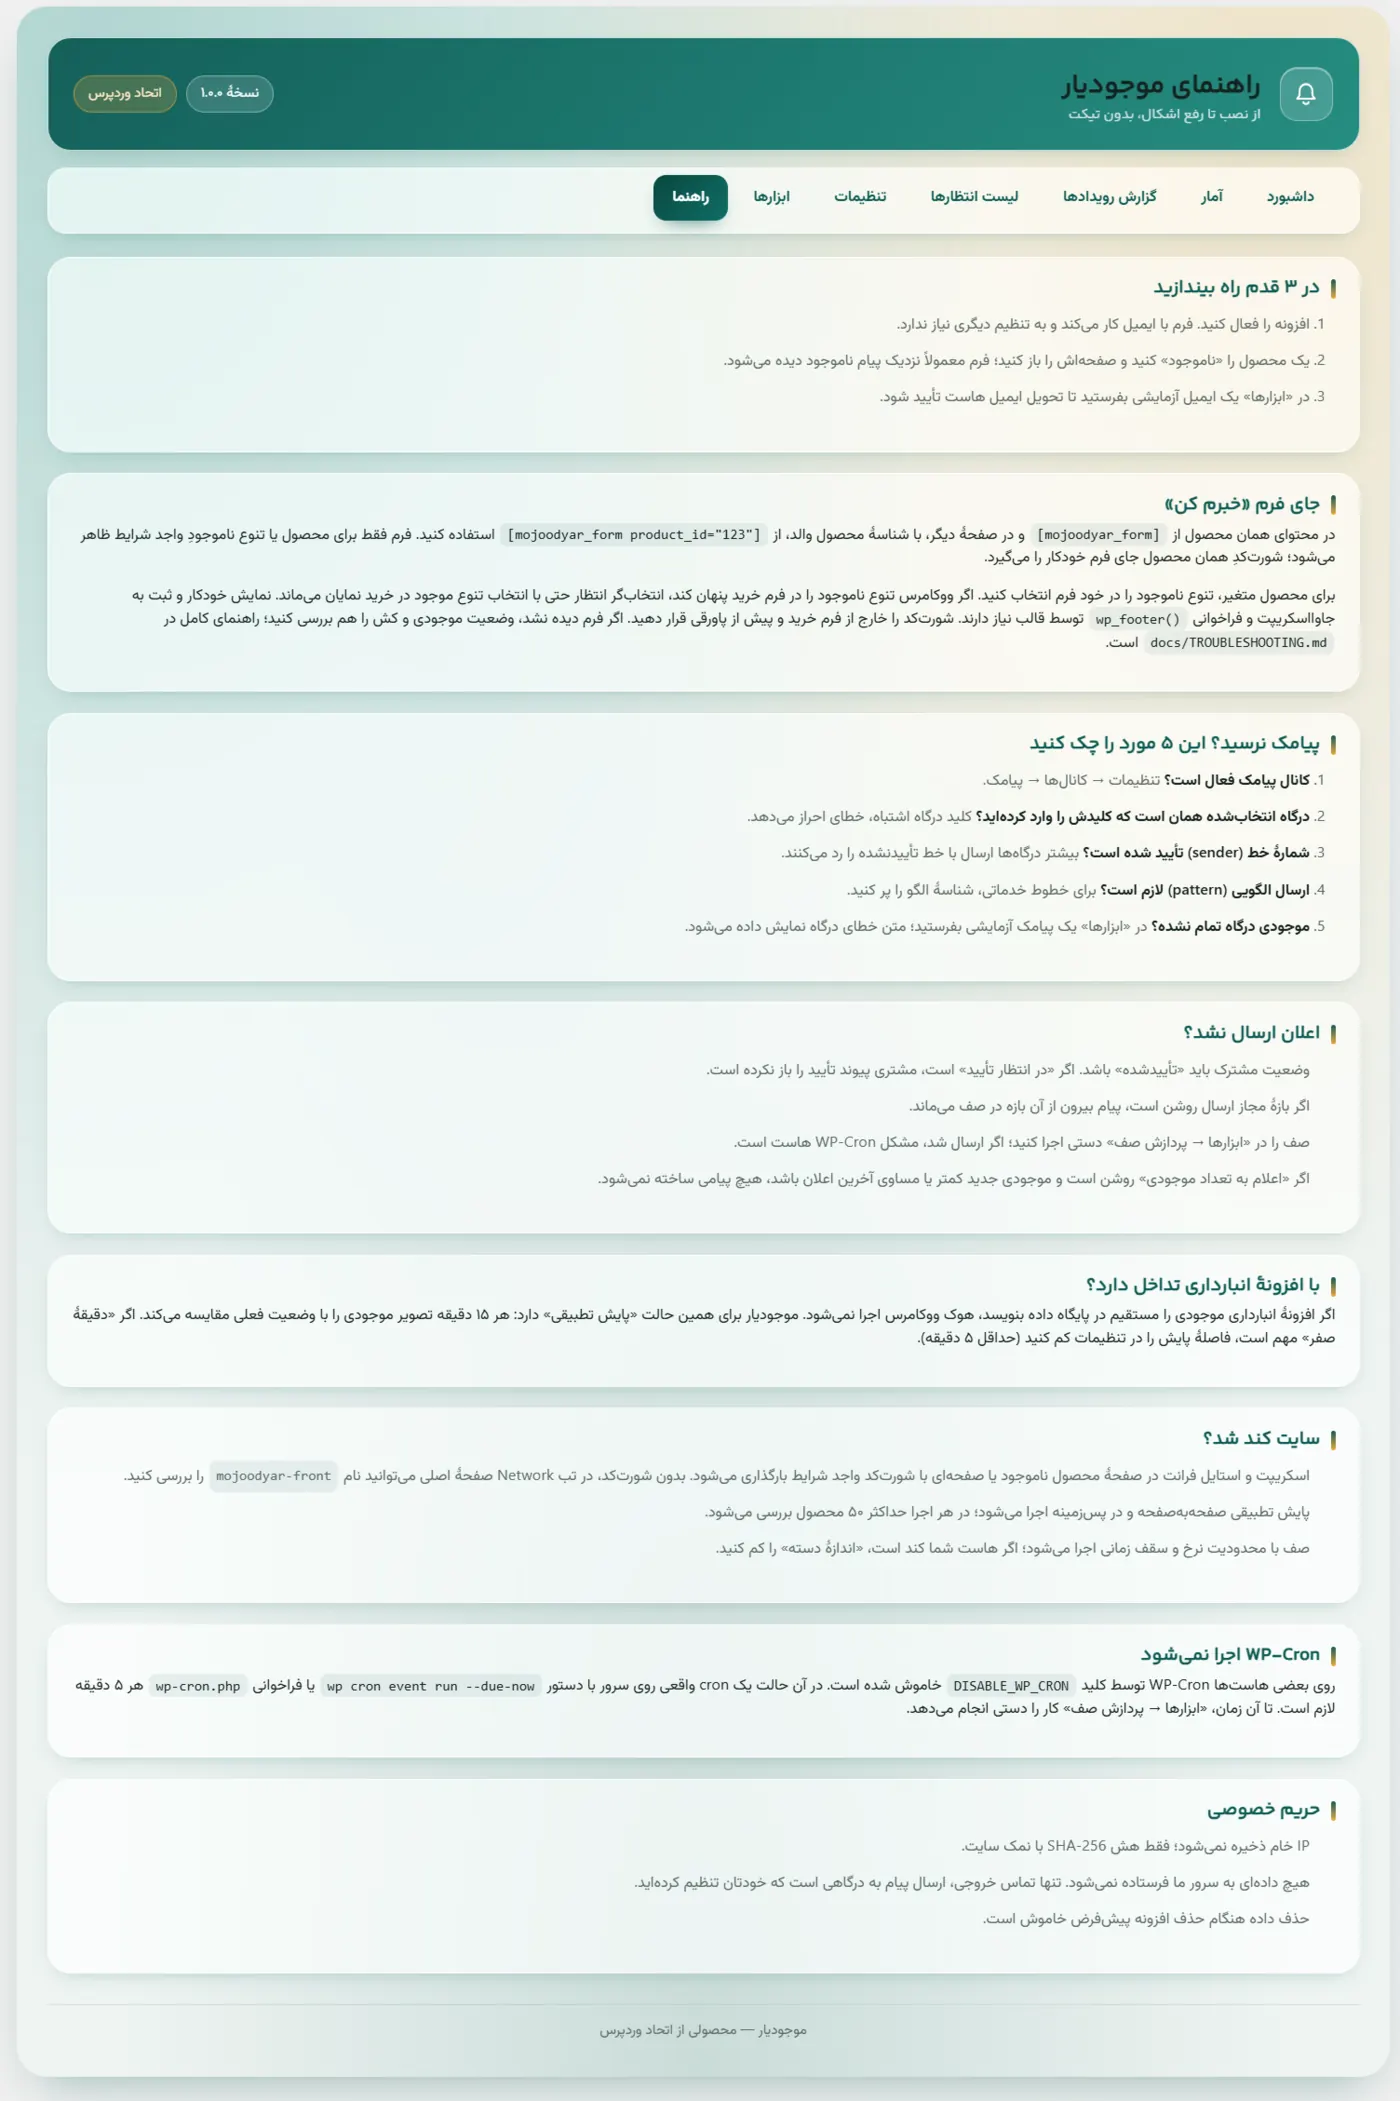 راهنمای موجودیار
از نصب تا رفع اشکال، بدون تیکت
نسخهٔ ۱.۰.۰
اتحاد وردپرس
داشبورد
آمار
گزارش رویدادها
لیست انتظارها
تنظیمات
ابزارها
راهنما
در ۳ قدم راه بیندازید
1. افزونه را فعال کنید. فرم با ایمیل کار می‌کند و به تنظیم دیگری نیاز ندارد.
2. یک محصول را «ناموجود» کنید و صفحه‌اش را باز کنید؛ فرم معمولاً نزدیک پیام ناموجود دیده می‌شود.
3. در «ابزارها» یک ایمیل آزمایشی بفرستید تا تحویل ایمیل هاست تأیید شود.
جای فرم «خبرم کن»
در محتوای همان محصول از [mojoodyar_form] و در صفحهٔ دیگر، با شناسهٔ محصول والد، از [mojoodyar_form product_id="123"] استفاده کنید. فرم فقط برای محصول یا تنوع ناموجودِ واجد شرایط ظاهر
می‌شود؛ شورت‌کدِ همان محصول جای فرم خودکار را می‌گیرد.
برای محصول متغیر، تنوع ناموجود را در خود فرم انتخاب کنید. اگر ووکامرس تنوع ناموجود را در فرم خرید پنهان کند، انتخاب‌گر انتظار حتی با انتخاب تنوع موجود در خرید نمایان می‌ماند. نمایش خودکار و ثبت به
جاوااسکریپت و فراخوانی wp_footer() توسط قالب نیاز دارند. شورت‌کد را خارج از فرم خرید و پیش از پاورقی قرار دهید. اگر فرم دیده نشد، وضعیت موجودی و کش را هم بررسی کنید؛ راهنمای کامل در
docs/TROUBLESHOOTING.md است.
پیامک نرسید؟ این ۵ مورد را چک کنید
1. کانال پیامک فعال است؟ تنظیمات → کانال‌ها → پیامک.
2. درگاه انتخاب‌شده همان است که کلیدش را وارد کرده‌اید؟ کلید درگاه اشتباه، خطای احراز می‌دهد.
3. شمارهٔ خط (sender) تأیید شده است؟ بیشتر درگاه‌ها ارسال با خط تأییدنشده را رد می‌کنند.
4. ارسال الگویی (pattern) لازم است؟ برای خطوط خدماتی، شناسهٔ الگو را پر کنید.
5. موجودی درگاه تمام نشده؟ در «ابزارها» یک پیامک آزمایشی بفرستید؛ متن خطای درگاه نمایش داده می‌شود.
اعلان ارسال نشد؟
وضعیت مشترک باید «تأییدشده» باشد. اگر «در انتظار تأیید» است، مشتری پیوند تأیید را باز نکرده است.
اگر بازهٔ مجاز ارسال روشن است، پیام بیرون از آن بازه در صف می‌ماند.
صف را در «ابزارها → پردازش صف» دستی اجرا کنید؛ اگر ارسال شد، مشکل WP-Cron هاست است.
اگر «اعلام به تعداد موجودی» روشن است و موجودی جدید کمتر یا مساوی آخرین اعلان باشد، هیچ پیامی ساخته نمی‌شود.
با افزونهٔ انبارداری تداخل دارد؟
اگر افزونهٔ انبارداری موجودی را مستقیم در پایگاه داده بنویسد، هوک ووکامرس اجرا نمی‌شود. موجودیار برای همین حالت «پایش تطبیقی» دارد: هر ۱۵ دقیقه تصویر موجودی را با وضعیت فعلی مقایسه می‌کند. اگر «دقیقهٔ
صفر» مهم است، فاصلهٔ پایش را در تنظیمات کم کنید (حداقل ۵ دقیقه).
سایت کند شد؟
اسکریپت و استایل فرانت در صفحهٔ محصول ناموجود یا صفحه‌ای با شورت‌کد واجد شرایط بارگذاری می‌شود. بدون شورت‌کد، در تب Network صفحهٔ اصلی می‌توانید نام mojoodyar-front را بررسی کنید.
پایش تطبیقی صفحه‌به‌صفحه و در پس‌زمینه اجرا می‌شود؛ در هر اجرا حداکثر ۵۰ محصول بررسی می‌شود.
صف با محدودیت نرخ و سقف زمانی اجرا می‌شود؛ اگر هاست شما کند است، «اندازهٔ دسته» را کم کنید.
WP-Cron اجرا نمی‌شود
روی بعضی هاست‌ها WP-Cron توسط کلید DISABLE_WP_CRON خاموش شده است. در آن حالت یک cron واقعی روی سرور با دستور wp cron event run --due-now یا فراخوانی wp-cron.php هر ۵ دقیقه
لازم است. تا آن زمان، «ابزارها → پردازش صف» کار را دستی انجام می‌دهد.
حریم خصوصی
IP خام ذخیره نمی‌شود؛ فقط هش SHA-256 با نمک سایت.
هیچ داده‌ای به سرور ما فرستاده نمی‌شود. تنها تماس خروجی، ارسال پیام به درگاهی است که خودتان تنظیم کرده‌اید.
حذف داده هنگام حذف افزونه پیش‌فرض خاموش است.
موجودیار — محصولی از اتحاد وردپرس